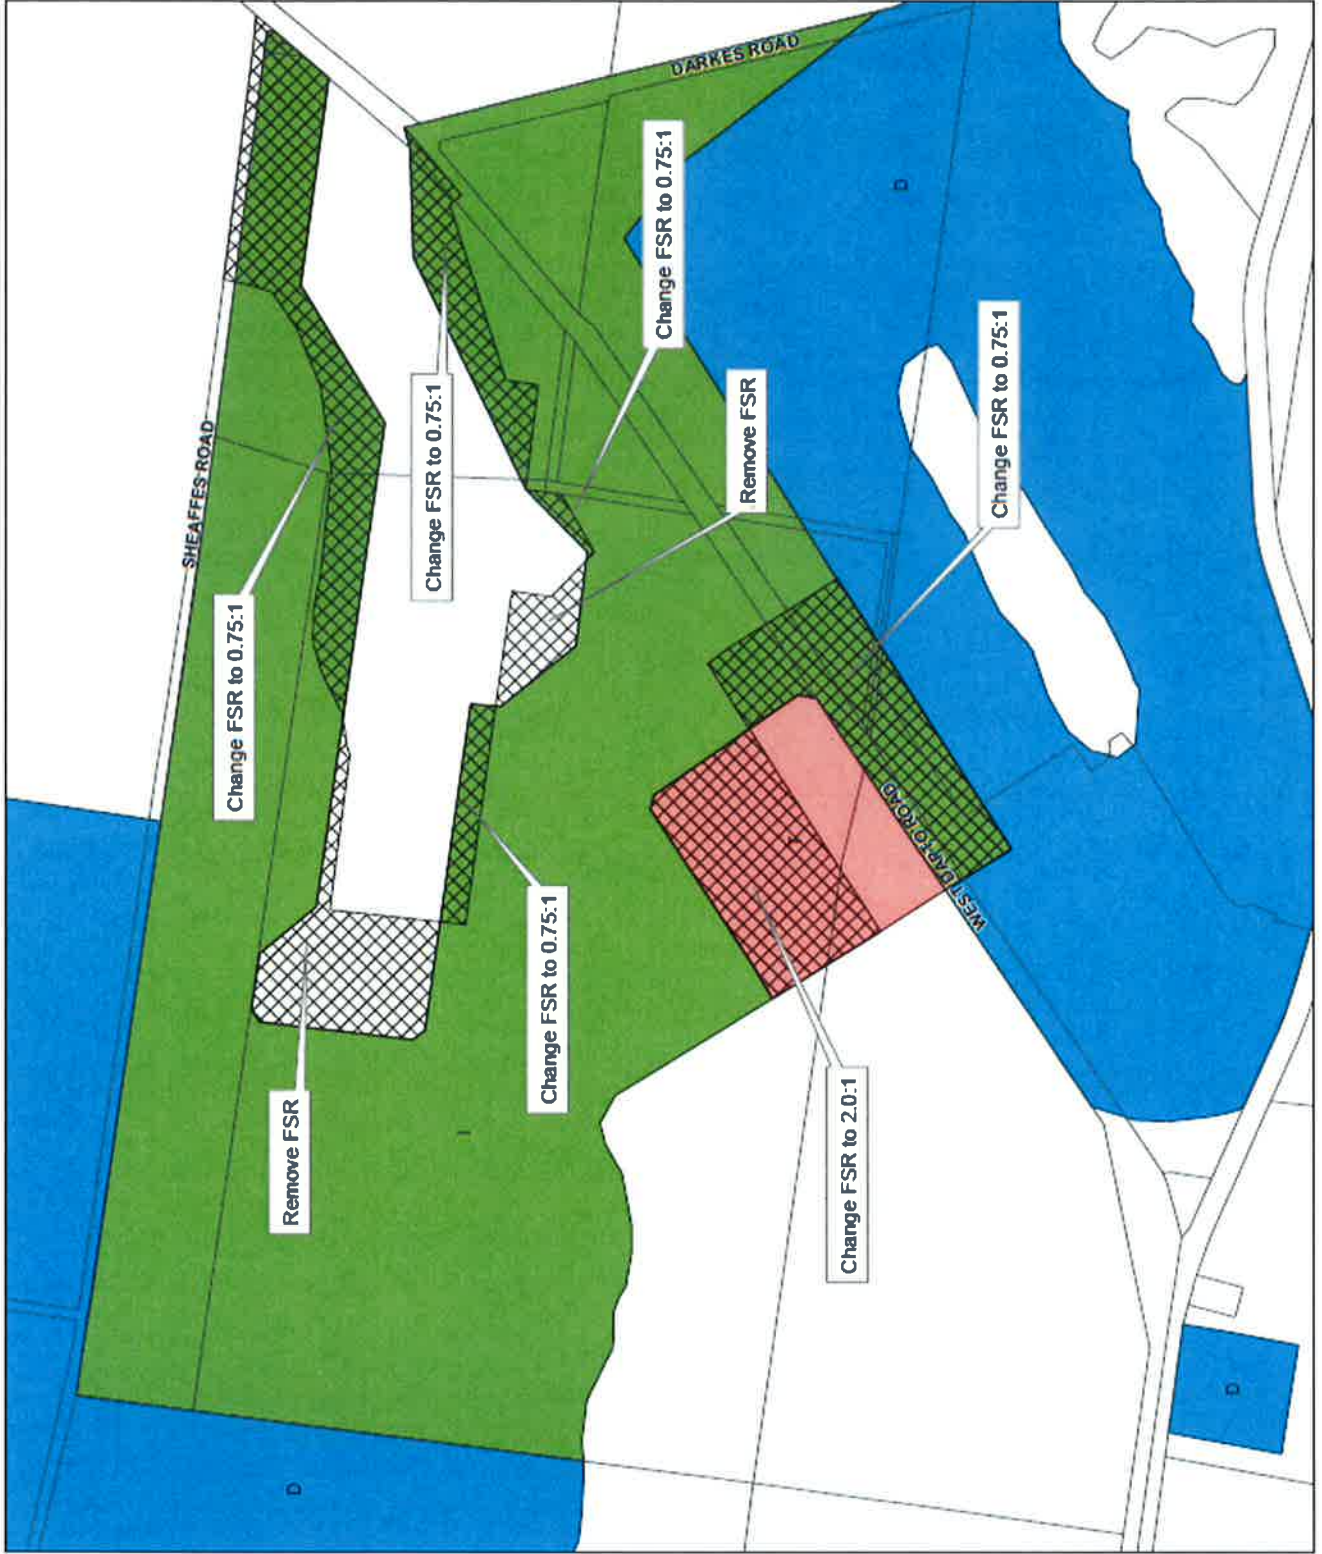 SHEAFFES ROAD
DARKES ROAD
Change FSR to 0.75:1
Change FSR to 0.75:1
Change FSR to 0.75:1
Remove FSR
Change FSR to 0.75:1
Change FSR to 0.75:1
Remove FSR
Change FSR to 2.0:1
WEST DAPTO ROAD
D
D
D
I
T